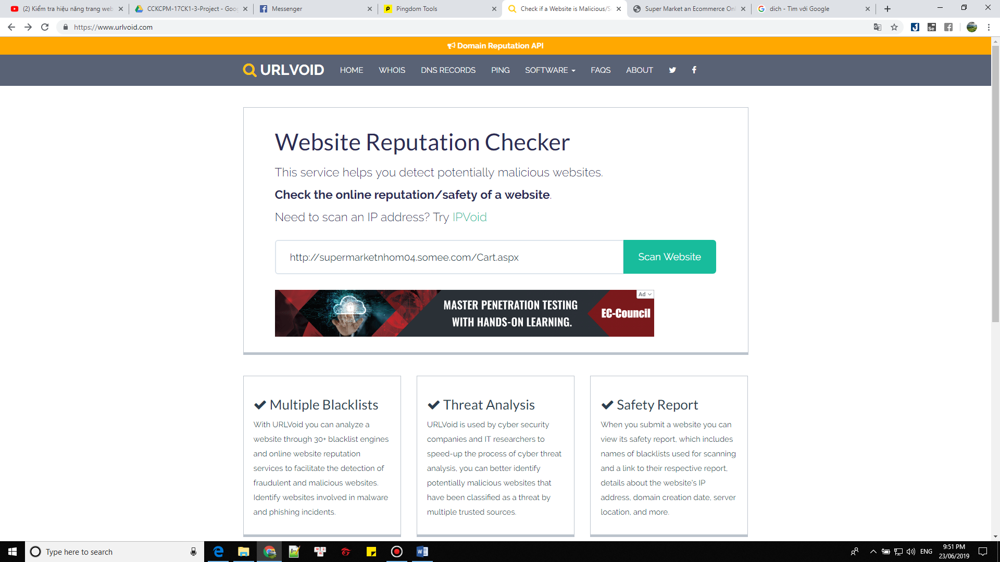 (2) Kiểm tra hiệu năng trang web
CCKCPM-17CK1-3-Project - Goo
Messenger
Pingdom Tools
Check if a Website is Malicious/S
Super Market an Ecommerce Onl
dich - Tìm với Google
https://www.urlvoid.com
Domain Reputation API
URLVOID
HOME
WHOIS
DNS RECORDS
PING
SOFTWARE
FAQS
ABOUT
Website Reputation Checker
This service helps you detect potentially malicious websites.
Check the online reputation/safety of a website.
Need to scan an IP address? Try IPVoid
http://supermarketnhom04.somee.com/Cart.aspx
Scan Website
Ad
MASTER PENETRATION TESTING
WITH HANDS-ON LEARNING.
EC-Council
Multiple Blacklists
With URLVoid you can analyze a
website through 30+ blacklist engines
and online website reputation
services to facilitate the detection of
fraudulent and malicious websites.
Identify websites involved in malware
and phishing incidents.
Threat Analysis
URLVoid is used by cyber security
companies and IT researchers to
speed-up the process of cyber threat
analysis, you can better identify
potentially malicious websites that
have been classified as a threat by
multiple trusted sources.
Safety Report
When you submit a website you can
view its safety report, which includes
names of blacklists used for scanning
and a link to their respective report,
details about the website's IP
address, domain creation date, server
location, and more.
Type here to search
ENG
9:51 PM
23/06/2019